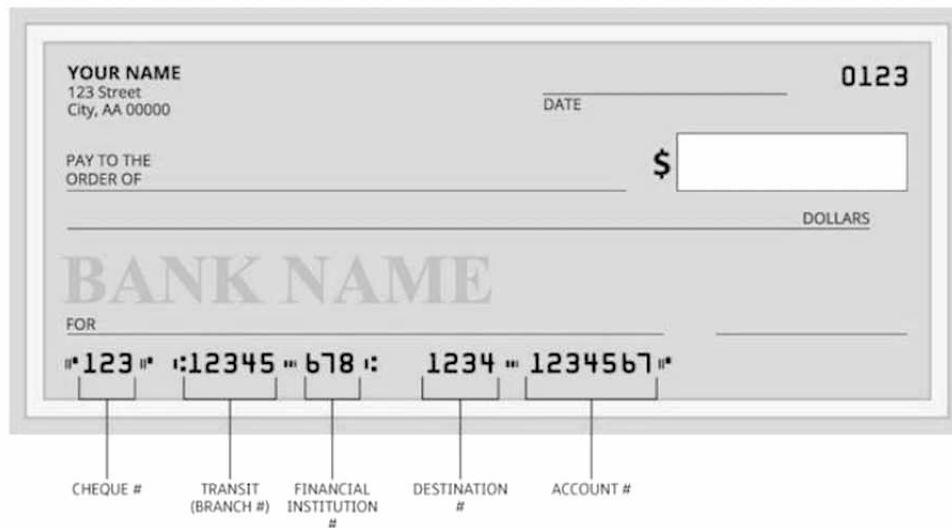 YOUR NAME
0123
123 Street
City, AA 00000
DATE
PAY TO THE
ORDER OF
$
DOLLARS
BANK NAME
FOR
⑈123⑈ ⑆12345⑉678⑆ 1234⑉1234567⑈
CHEQUE #
TRANSIT
(BRANCH #)
FINANCIAL
INSTITUTION
#
DESTINATION
#
ACCOUNT #